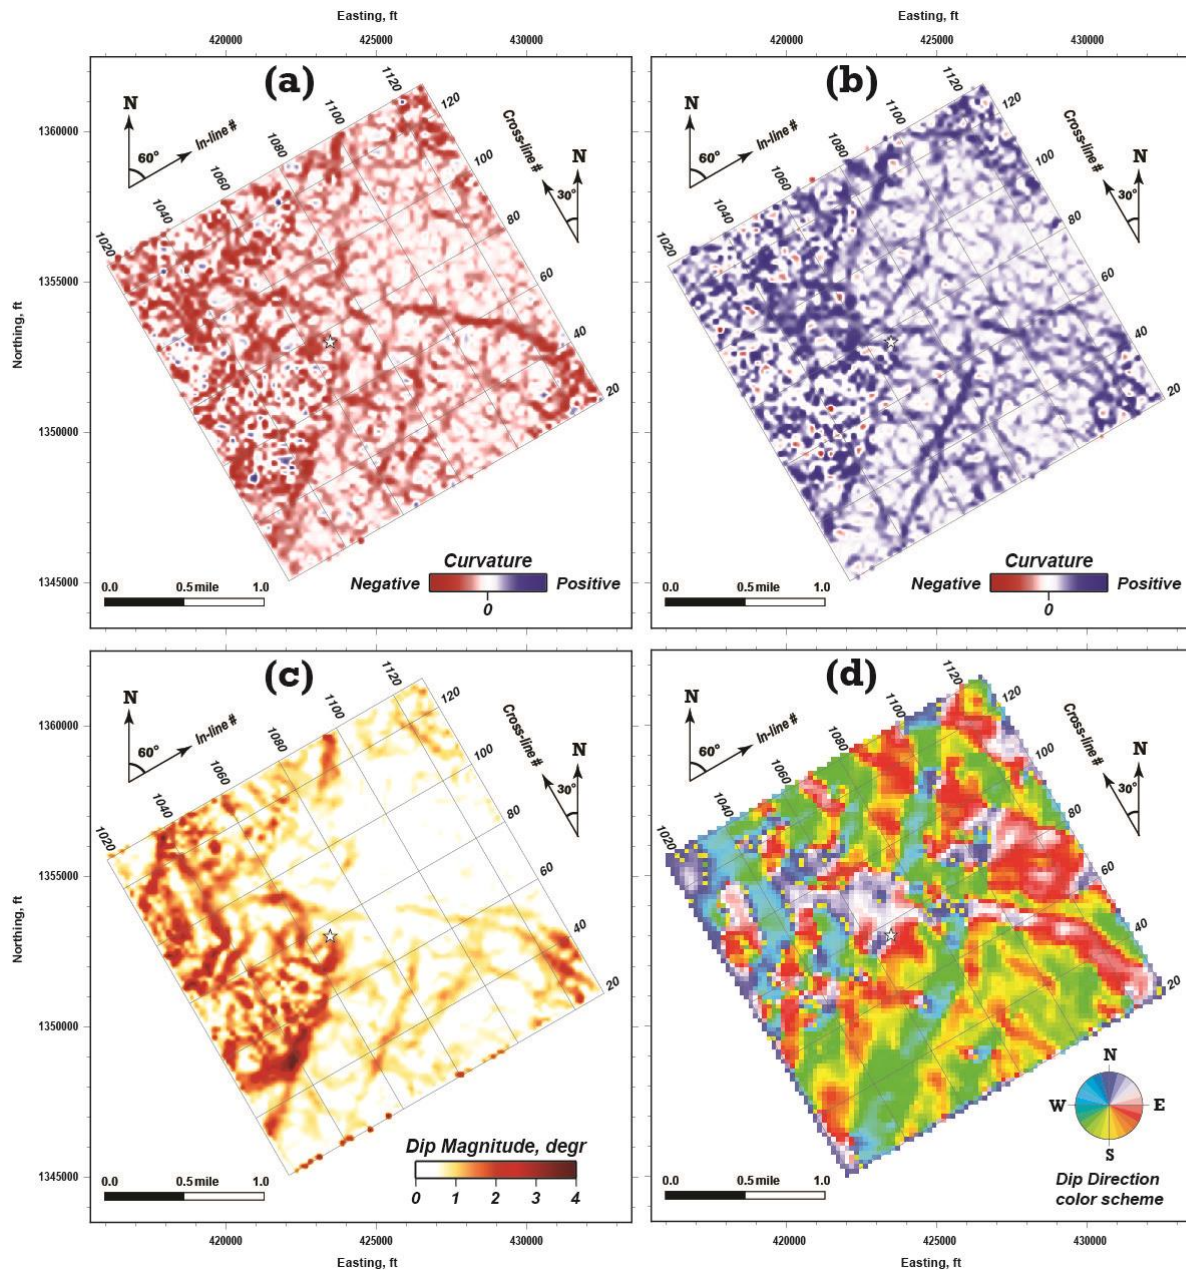 Easting, ft
Easting, ft
420000
425000
430000
420000
425000
430000
(a)
(b)
N
60°
In-line #
Cross-line #
N
30°
1020
1040
1060
1080
1100
1120
120
100
80
60
40
20
N
60°
In-line #
Cross-line #
N
30°
1020
1040
1060
1080
1100
1120
120
100
80
60
40
20
1360000
1355000
1350000
1345000
Northing, ft
Curvature
Negative
Positive
0
0.0
0.5 mile
1.0
Curvature
Negative
Positive
0
0.0
0.5 mile
1.0
(c)
(d)
N
60°
In-line #
Cross-line #
N
30°
1020
1040
1060
1080
1100
1120
120
100
80
60
40
20
N
60°
In-line #
Cross-line #
N
30°
1020
1040
1060
1080
1100
1120
120
100
80
60
40
20
1360000
1355000
1350000
1345000
Northing, ft
Dip Magnitude, degr
0
1
2
3
4
0.0
0.5 mile
1.0
N
W
E
S
Dip Direction
color scheme
0.0
0.5 mile
1.0
420000
425000
430000
420000
425000
430000
Easting, ft
Easting, ft